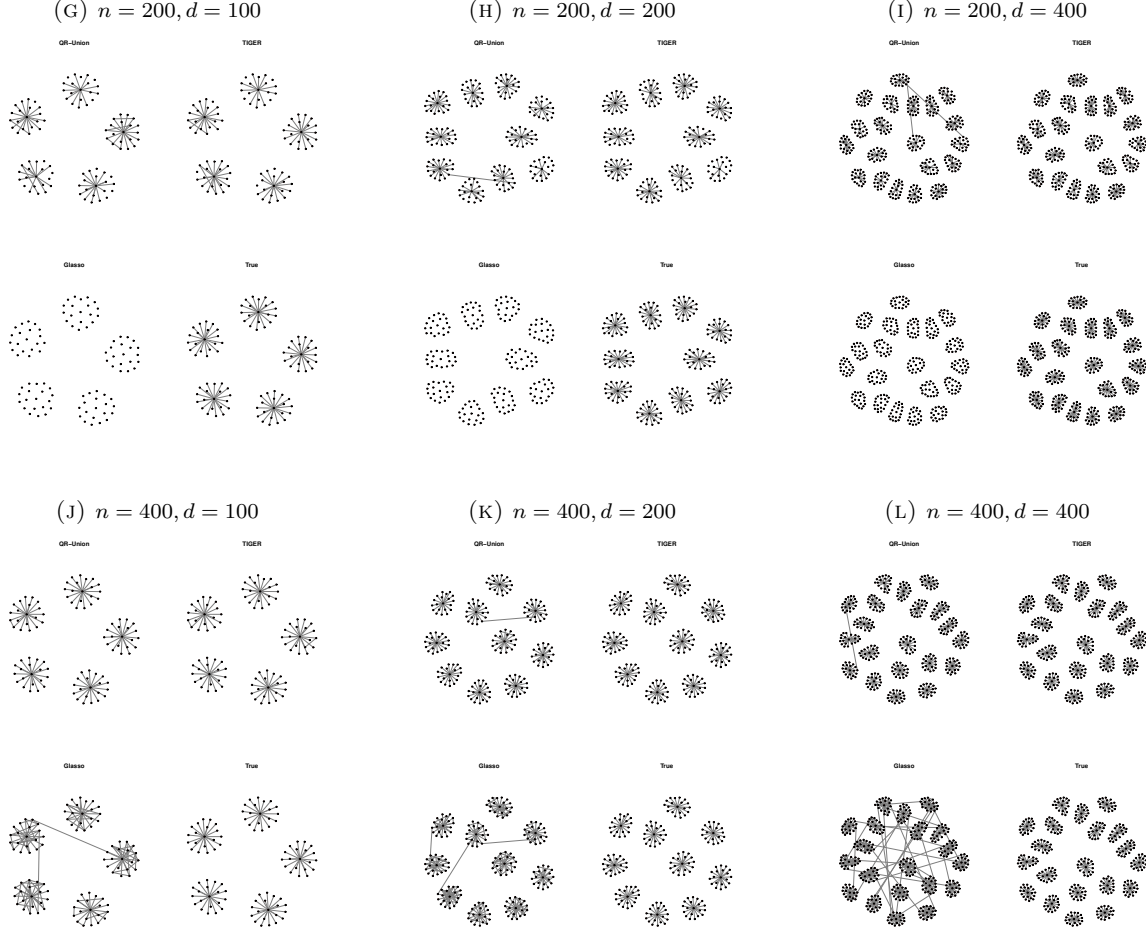 (G) n = 200, d = 100
(H) n = 200, d = 200
(I) n = 200, d = 400
QR−Union
TIGER
QR−Union
TIGER
QR−Union
TIGER
Glasso
True
Glasso
True
Glasso
True
(J) n = 400, d = 100
(K) n = 400, d = 200
(L) n = 400, d = 400
QR−Union
TIGER
QR−Union
TIGER
QR−Union
TIGER
Glasso
True
Glasso
True
Glasso
True